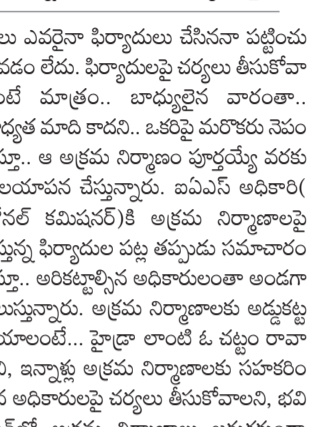 లు ఎవరైనా ఫిర్యాదులు చేసిననా పట్టించు
వడం లేదు. ఫిర్యాదులపై చర్యలు తీసుకోవా
ంటే మాత్రం.. బాధ్యులైన వారంతా..
ాధ్యత మాది కాదని.. ఒకరిపై మరొకరు నెపం
స్తూ.. ఆ అక్రమ నిర్మాణం పూర్తయ్యే వరకు
లయాపన చేస్తున్నారు. ఐఏఎస్ అధికారి(
నల్ కమిషనర్)కి అక్రమ నిర్మాణాలపై
స్తున్న ఫిర్యాదుల పట్ల తప్పుడు సమాచారం
స్తూ.. అరికట్టాల్సిన అధికారులంతా అండగా
లుస్తున్నారు. అక్రమ నిర్మాణాలకు అడ్డుకట్ట
యాలంటే... హైడ్రా లాంటి ఓ చట్టం రావా
ని, ఇన్నాళ్లు అక్రమ నిర్మాణాలకు సహకరిం
న అధికారులపై చర్యలు తీసుకోవాలని, భవి